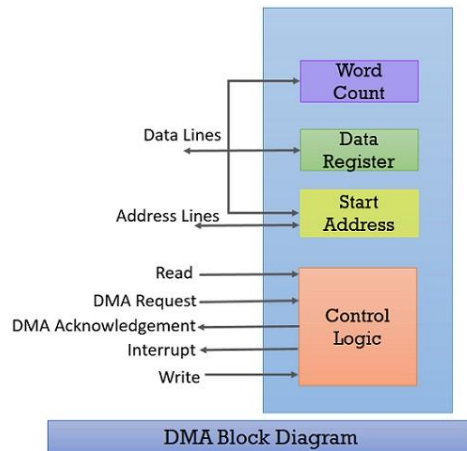 Word
Count
Data Lines
Data
Register
Address Lines
Start
Address
Read
DMA Request
DMA Acknowledgement
Interrupt
Write
Control
Logic
DMA Block Diagram